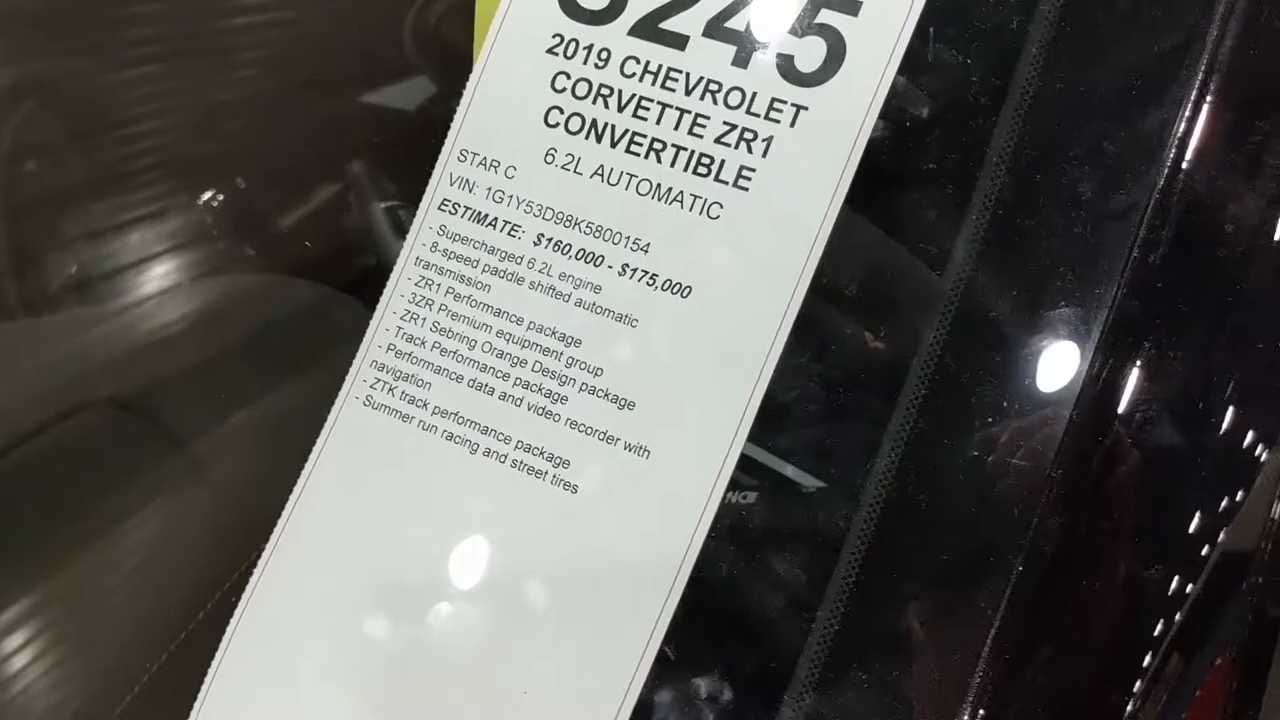 S245
2019 CHEVROLET
CORVETTE ZR1
CONVERTIBLE
6.2L AUTOMATIC
STAR C
VIN: 1G1Y53D98K5800154
ESTIMATE: $160,000 - $175,000
- Supercharged 6.2L engine
- 8-speed paddle shifted automatic
transmission
- ZR1 Performance package
- 3ZR Premium equipment group
- ZR1 Sebring Orange Design package
- Track Performance package
- Performance data and video recorder with
navigation
- ZTK track performance package
- Summer run racing and street tires